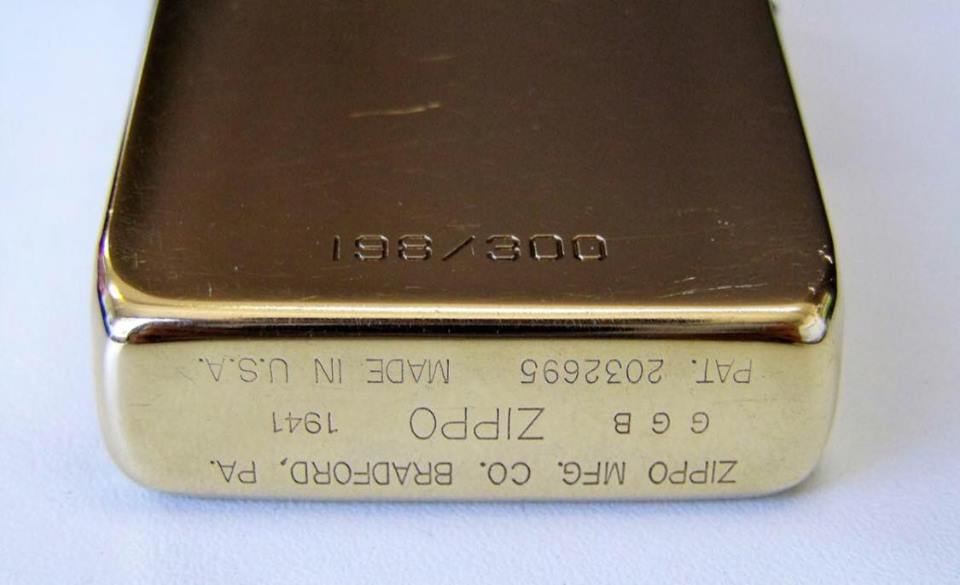 198/300
ZIPPO MFG. CO. BRADFORD, PA.
G G B ZIPPO 1941
PAT. 2032695 MADE IN U.S.A.